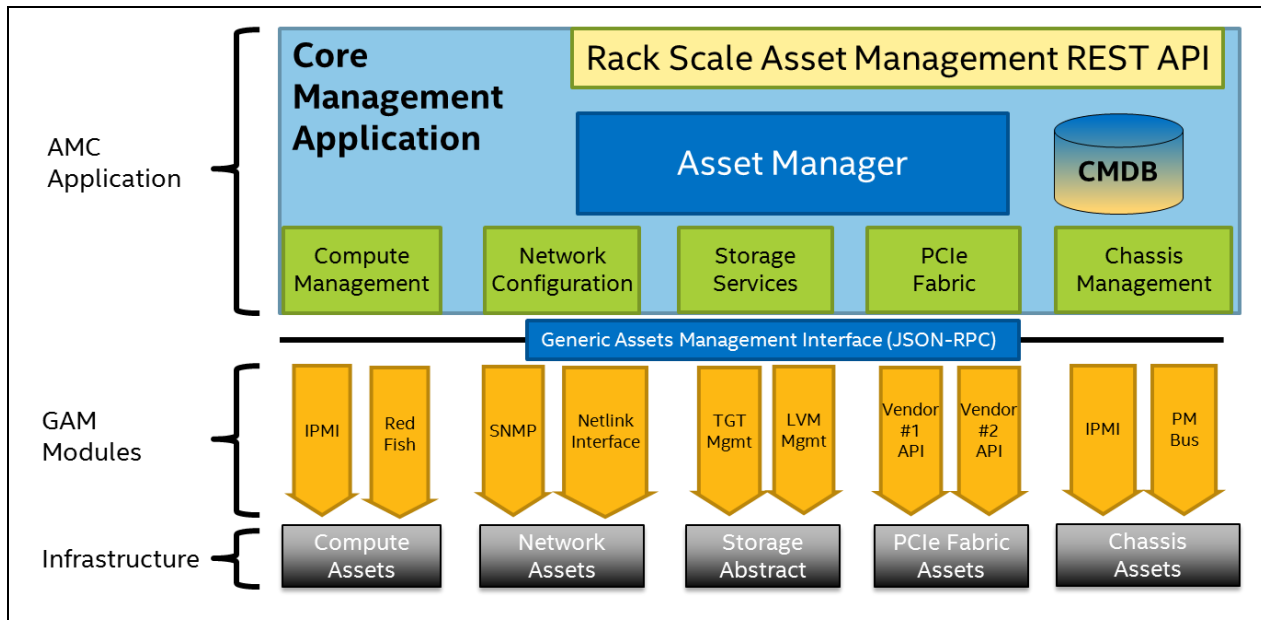 Core
Management
Application
Rack Scale Asset Management REST API
Asset Manager
CMDB
AMC
Application
Compute
Management
Network
Configuration
Storage
Services
PCIe
Fabric
Chassis
Management
Generic Assets Management Interface (JSON-RPC)
GAM
Modules
IPMI
Red
Fish
SNMP
Netlink
Interface
TGT
Mgmt
LVM
Mgmt
Vendor
#1
API
Vendor
#2
API
IPMI
PM
Bus
Infrastructure
Compute
Assets
Network
Assets
Storage
Abstract
PCIe Fabric
Assets
Chassis
Assets